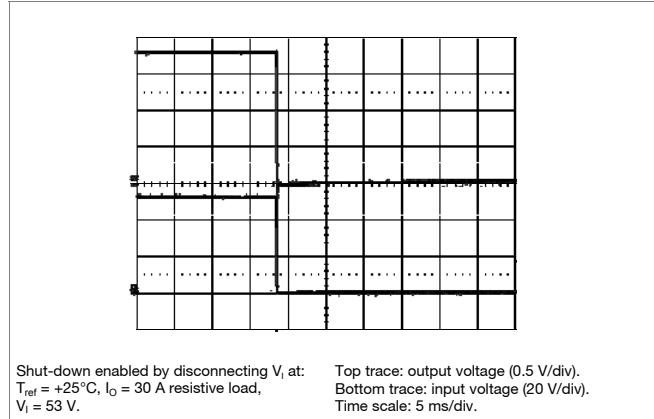 Shut-down enabled by disconnecting VI at:
Tref = +25°C, IO = 30 A resistive load,
VI = 53 V.
Top trace: output voltage (0.5 V/div).
Bottom trace: input voltage (20 V/div).
Time scale: 5 ms/div.